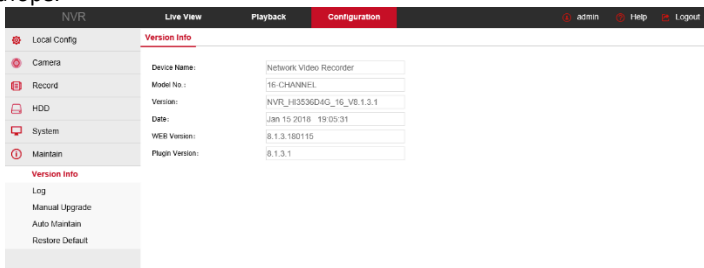 NVR Live View Playback Configuration admin Help Logout
Local Config
Camera
Record
HDD
System
Maintain
Version Info
Log
Manual Upgrade
Auto Maintain
Restore Default
Version Info
Device Name: Network Video Recorder
Model No. : 16-CHANNEL
Version: NVR_HI3536D4G_16_V8.1.3.1
Date: Jan 15 2018 19:05:31
WEB Version: 8.1.3.180115
Plugin Version: 8.1.3.1